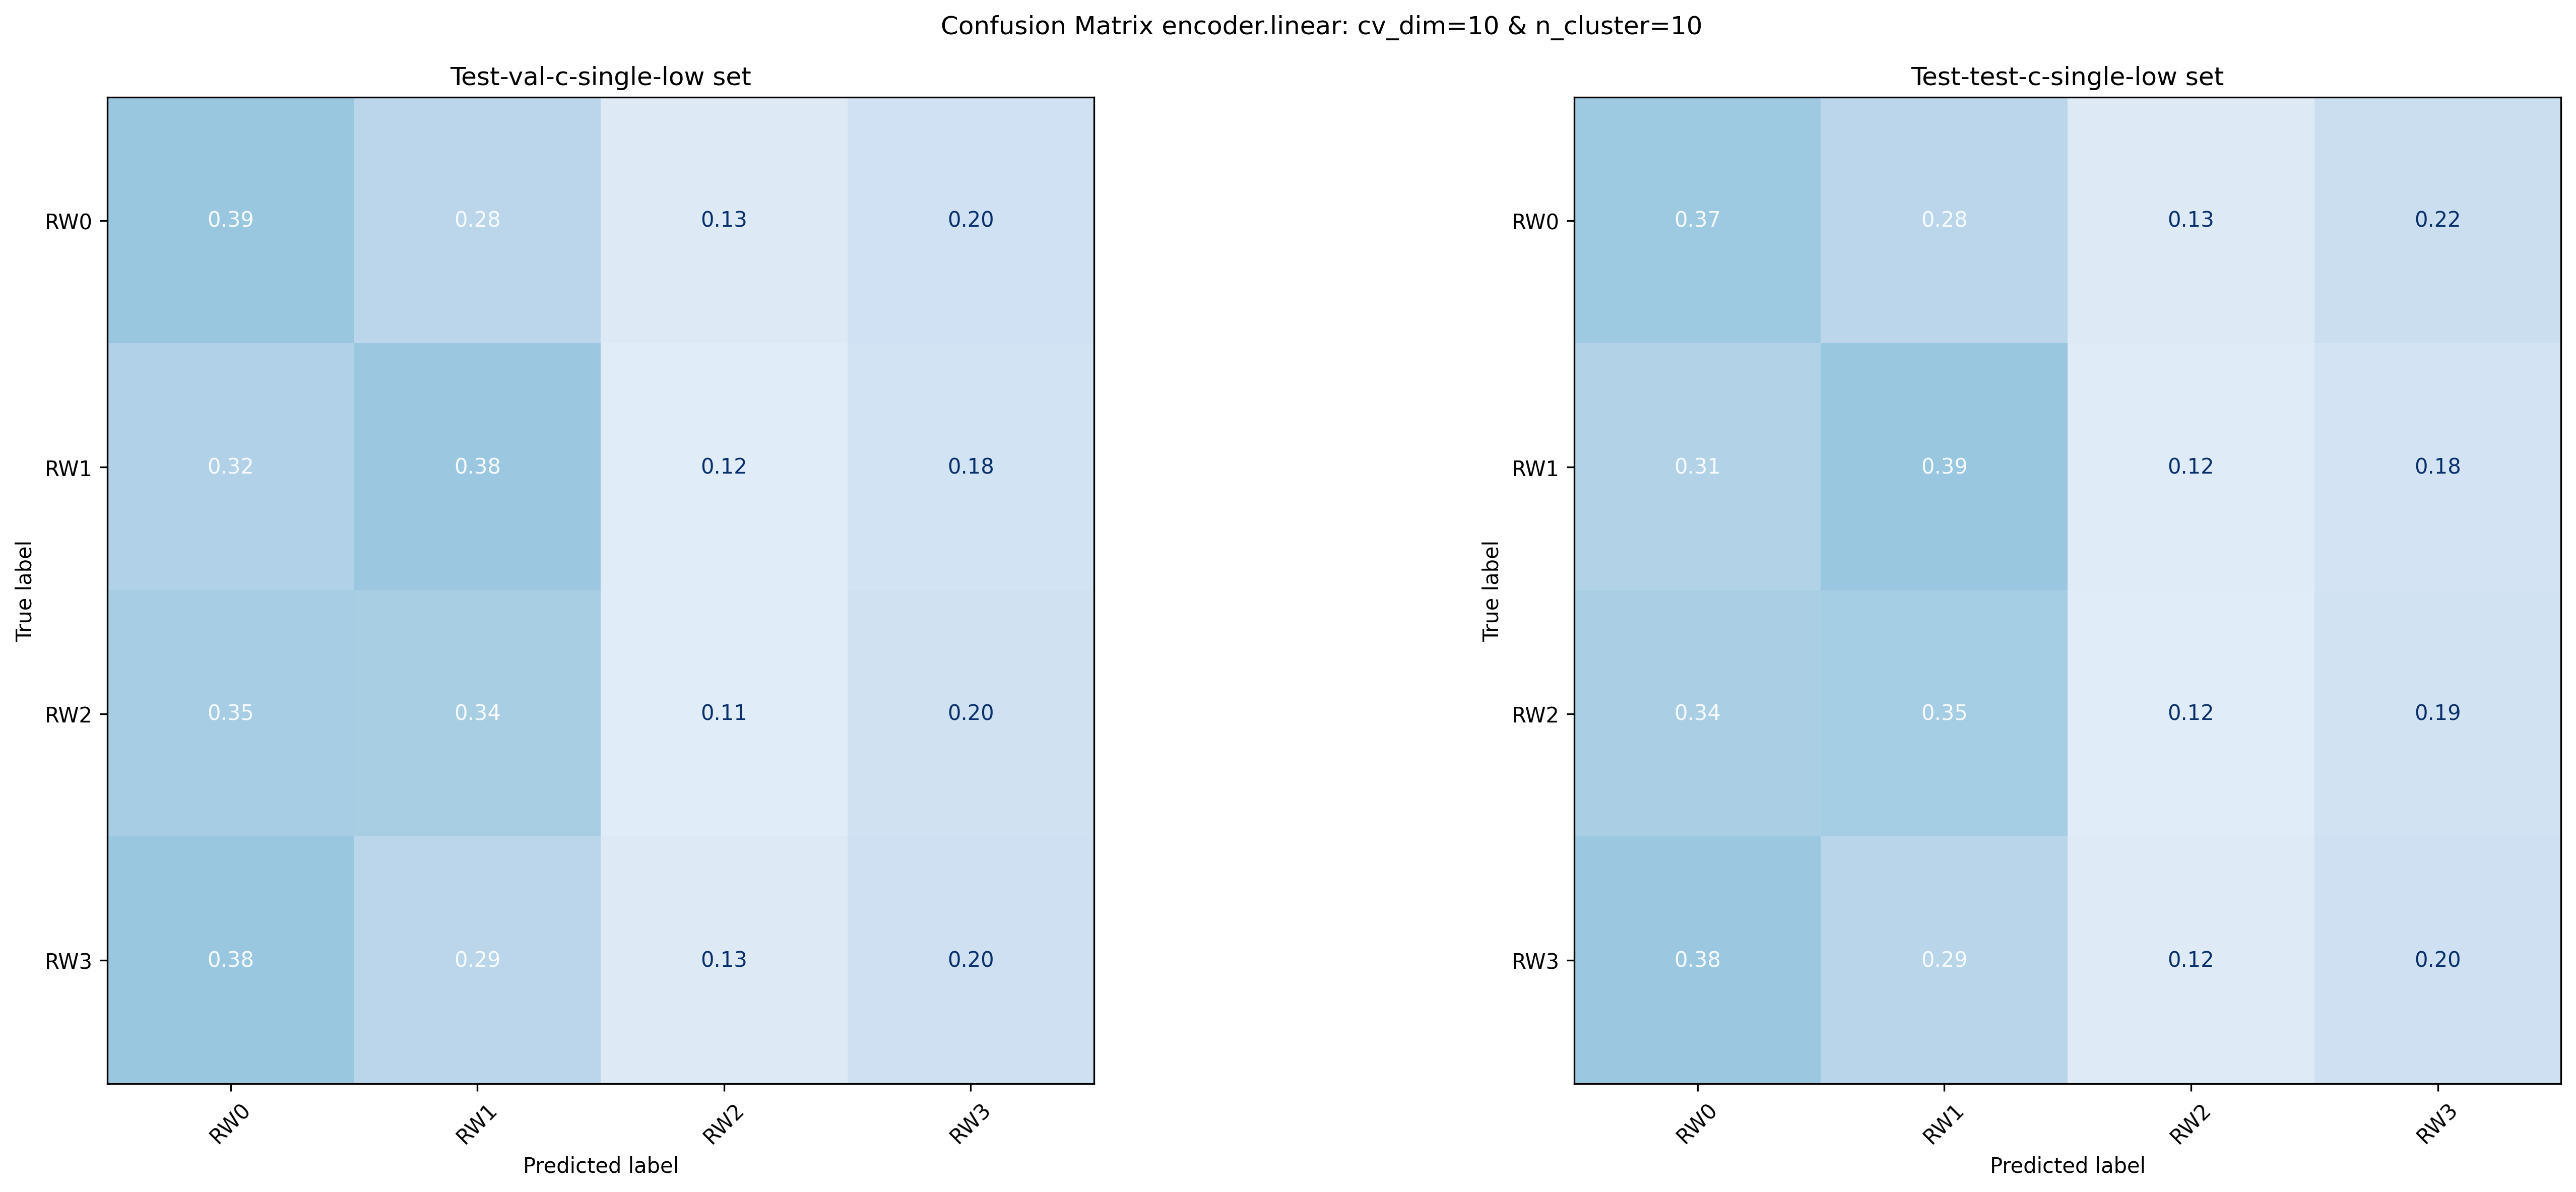 Confusion Matrix encoder.linear: cv_dim=10 & n_cluster=10
Test-val-c-single-low set
RW0 0.39 0.28 0.13 0.20
RW1 0.32 0.38 0.12 0.18
RW2 0.35 0.34 0.11 0.20
RW3 0.38 0.29 0.13 0.20
True label
RW0 RW1 RW2 RW3
Predicted label
Test-test-c-single-low set
RW0 0.37 0.28 0.13 0.22
RW1 0.31 0.39 0.12 0.18
RW2 0.34 0.35 0.12 0.19
RW3 0.38 0.29 0.12 0.20
True label
RW0 RW1 RW2 RW3
Predicted label